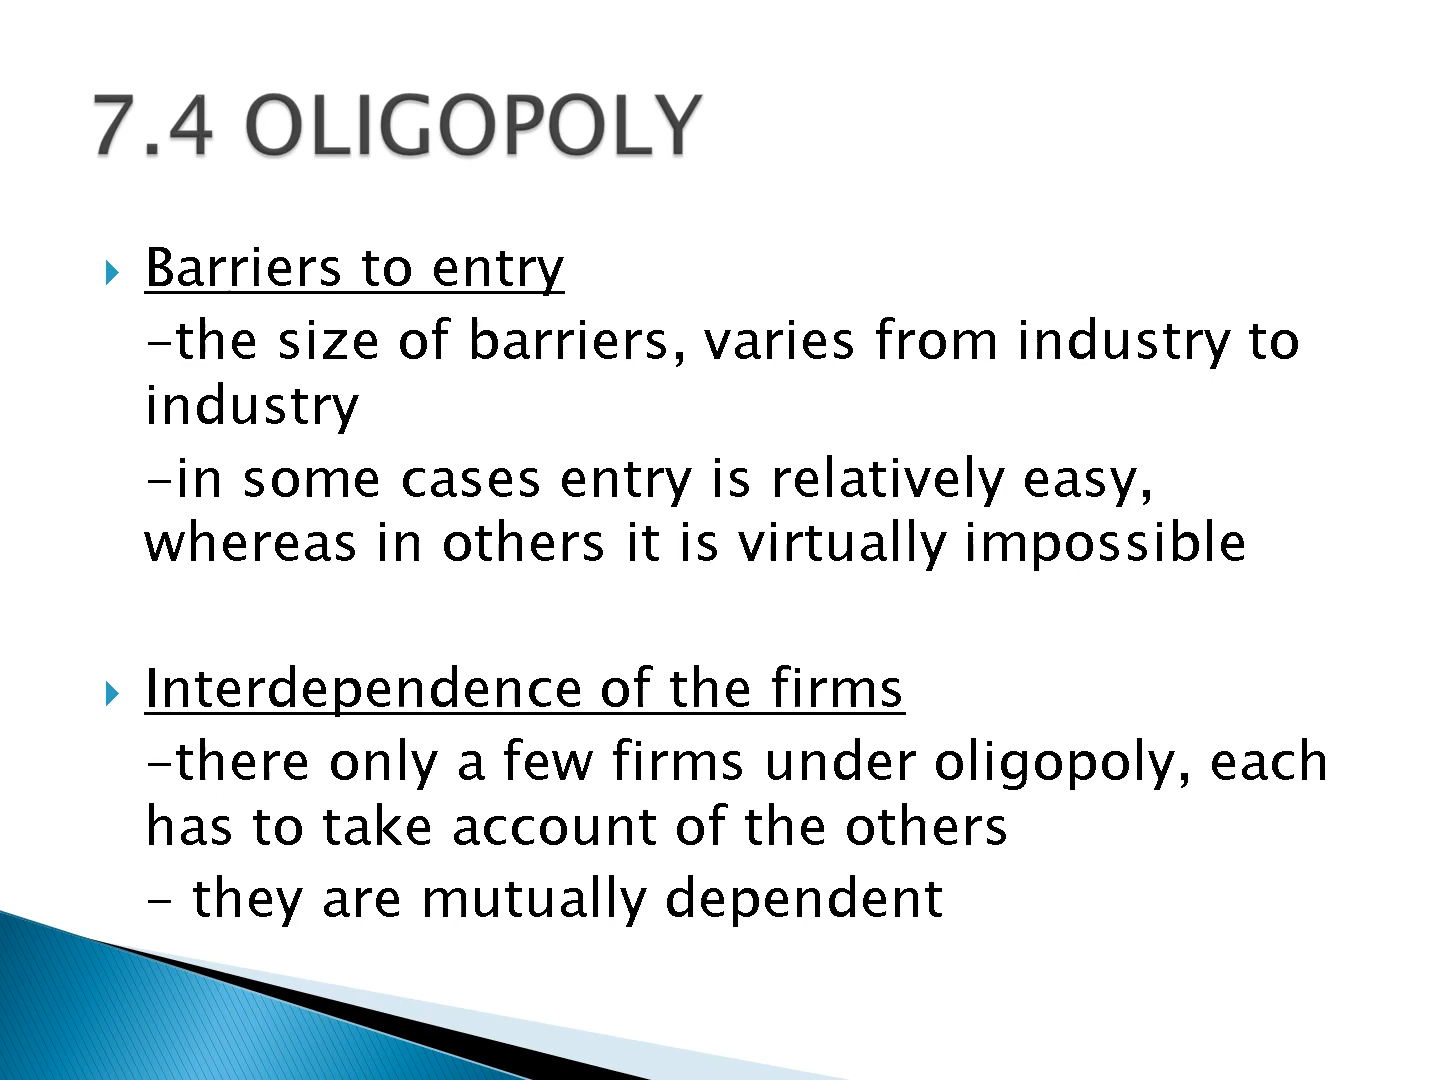 7.4 OLIGOPOLY
Barriers to entry
-the size of barriers, varies from industry to
industry
-in some cases entry is relatively easy,
whereas in others it is virtually impossible
Interdependence of the firms
-there only a few firms under oligopoly, each
has to take account of the others
- they are mutually dependent